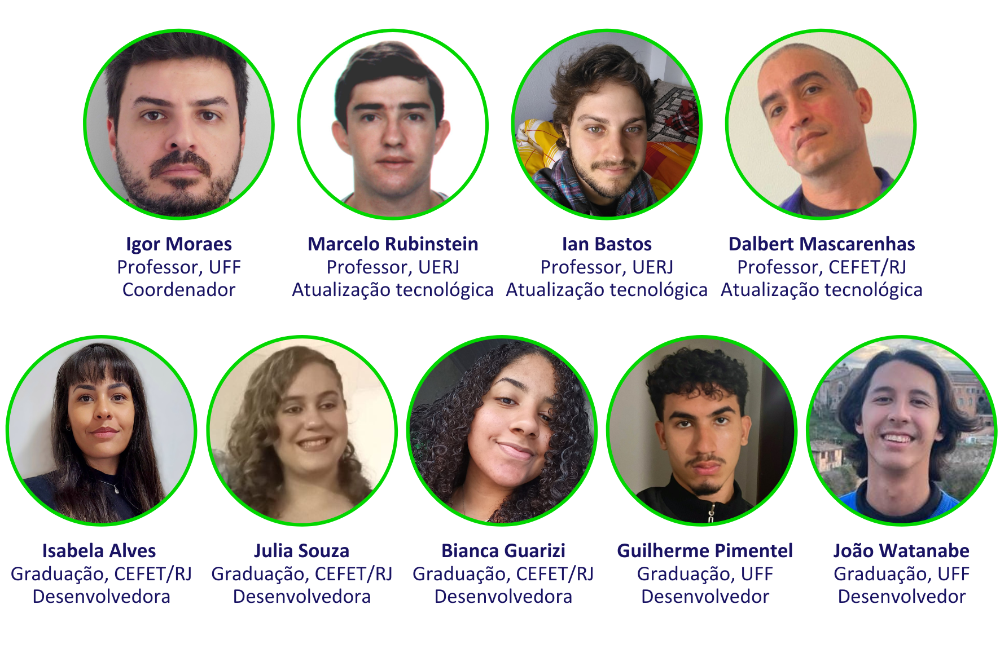 Igor Moraes
Professor, UFF
Coordenador
Marcelo Rubinstein
Professor, UERJ
Atualização tecnológica
Ian Bastos
Professor, UERJ
Atualização tecnológica
Dalbert Mascarenhas
Professor, CEFET/RJ
Atualização tecnológica
Isabela Alves
Graduação, CEFET/RJ
Desenvolvedora
Julia Souza
Graduação, CEFET/RJ
Desenvolvedora
Bianca Guarizi
Graduação, CEFET/RJ
Desenvolvedora
Guilherme Pimentel
Graduação, UFF
Desenvolvedor
João Watanabe
Graduação, UFF
Desenvolvedor